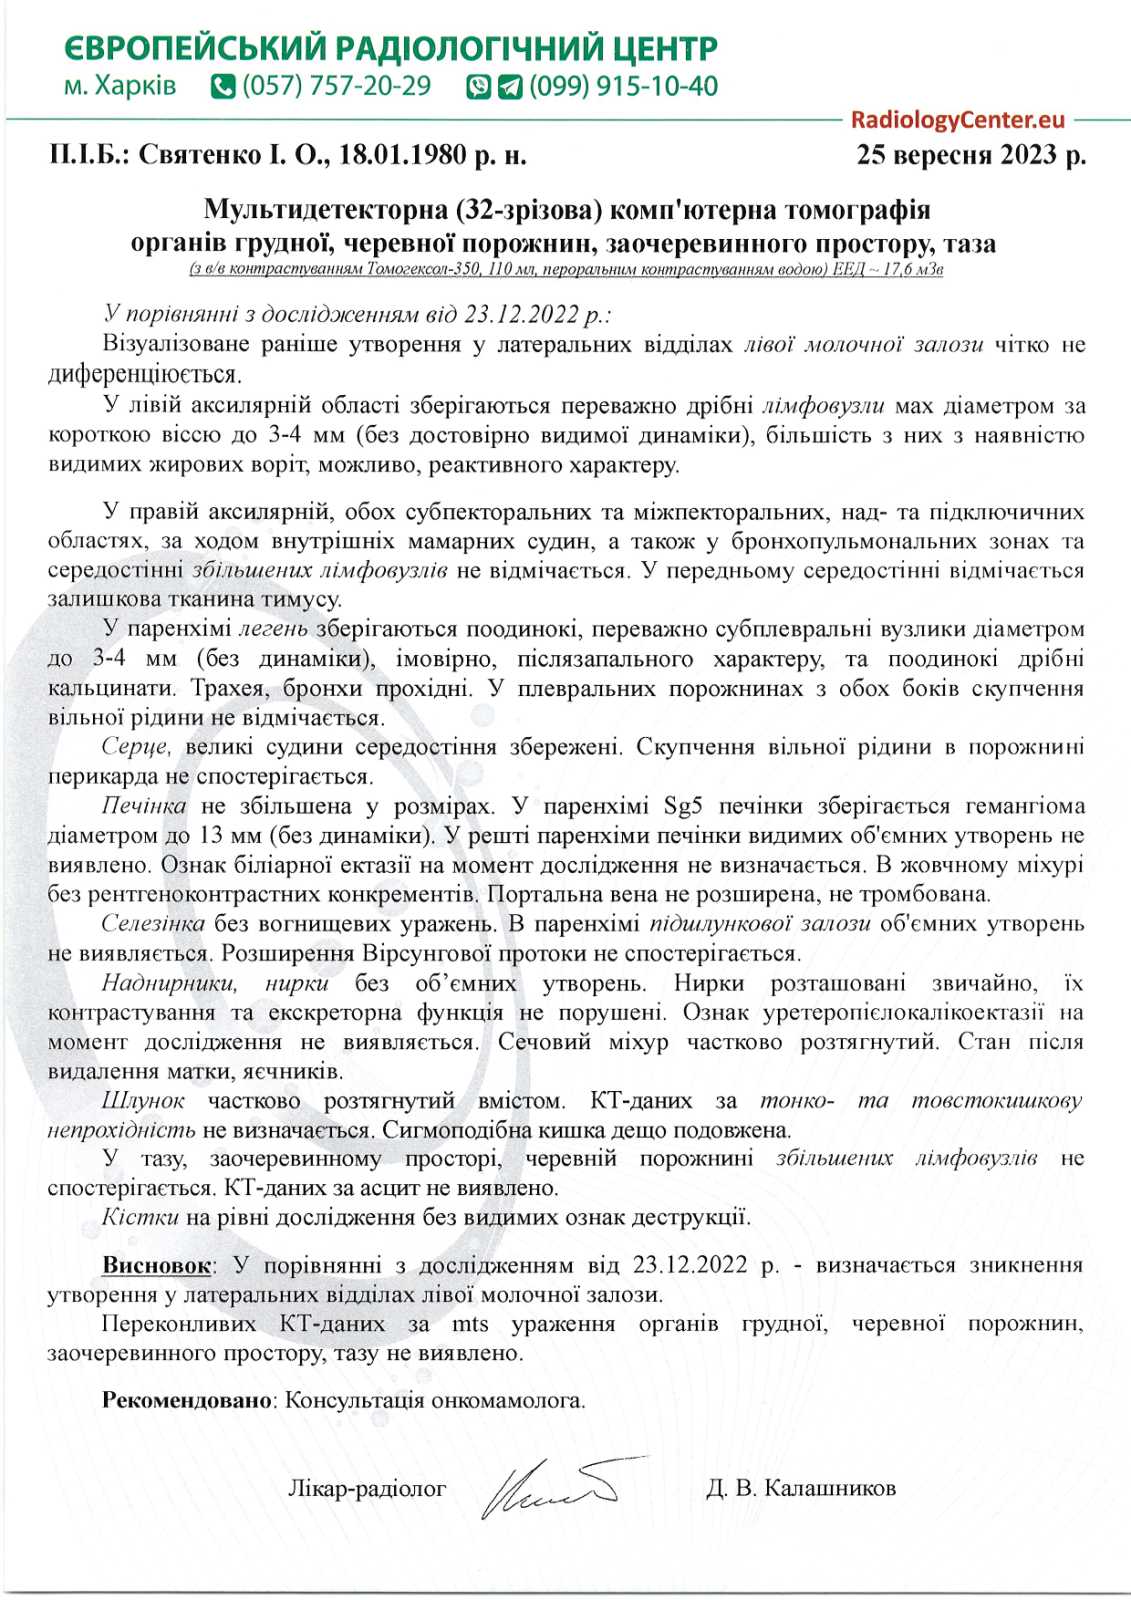 ЄВРОПЕЙСЬКИЙ РАДІОЛОГІЧНИЙ ЦЕНТР
м. Харків (057) 757-20-29 (099) 915-10-40
RadiologyCenter.eu
П.І.Б.: Святенко І. О., 18.01.1980 р. н. 25 вересня 2023 р.
Мультидетекторна (32-зрізова) комп'ютерна томографія
органів грудної, черевної порожнин, заочеревинного простору, таза
(з в/в контрастуванням Томогексол-350, 110 мл, пероральним контрастуванням водою) ЕЕД ~ 17,6 мЗв
У порівнянні з дослідженням від 23.12.2022 р.:
Візуалізоване раніше утворення у латеральних відділах лівої молочної залози чітко не
диференціюється.
У лівій аксилярній області зберігаються переважно дрібні лімфовузли мах діаметром за
короткою віссю до 3-4 мм (без достовірно видимої динаміки), більшість з них з наявністю
видимих жирових воріт, можливо, реактивного характеру.
У правій аксилярній, обох субпекторальних та міжпекторальних, над- та підключичних
областях, за ходом внутрішніх мамарних судин, а також у бронхопульмональних зонах та
середостінні збільшених лімфовузлів не відмічається. У передньому середостінні відмічається
залишкова тканина тимусу.
У паренхімі легень зберігаються поодинокі, переважно субплевральні вузлики діаметром
до 3-4 мм (без динаміки), імовірно, післязапального характеру, та поодинокі дрібні
кальцинати. Трахея, бронхи прохідні. У плевральних порожнинах з обох боків скупчення
вільної рідини не відмічається.
Серце, великі судини середостіння збережені. Скупчення вільної рідини в порожнині
перикарда не спостерігається.
Печінка не збільшена у розмірах. У паренхімі Sg5 печінки зберігається гемангіома
діаметром до 13 мм (без динаміки). У решті паренхіми печінки видимих об'ємних утворень не
виявлено. Ознак біліарної ектазії на момент дослідження не визначається. В жовчному міхурі
без рентгеноконтрастних конкрементів. Портальна вена не розширена, не тромбована.
Селезінка без вогнищевих уражень. В паренхімі підшлункової залози об'ємних утворень
не виявляється. Розширення Вірсунгової протоки не спостерігається.
Наднирники, нирки без об’ємних утворень. Нирки розташовані звичайно, їх
контрастування та екскреторна функція не порушені. Ознак уретеропієлокалікоектазії на
момент дослідження не виявляється. Сечовий міхур частково розтягнутий. Стан після
видалення матки, яєчників.
Шлунок частково розтягнутий вмістом. КТ-даних за тонко- та товстокишкову
непрохідність не визначається. Сигмоподібна кишка дещо подовжена.
У тазу, заочеревинному просторі, черевній порожнині збільшених лімфовузлів не
спостерігається. КТ-даних за асцит не виявлено.
Кістки на рівні дослідження без видимих ознак деструкції.
Висновок: У порівнянні з дослідженням від 23.12.2022 р. - визначається зникнення
утворення у латеральних відділах лівої молочної залози.
Переконливих КТ-даних за mts ураження органів грудної, черевної порожнин,
заочеревинного простору, тазу не виявлено.
Рекомендовано: Консультація онкомамолога.
Лікар-радіолог Д. В. Калашников